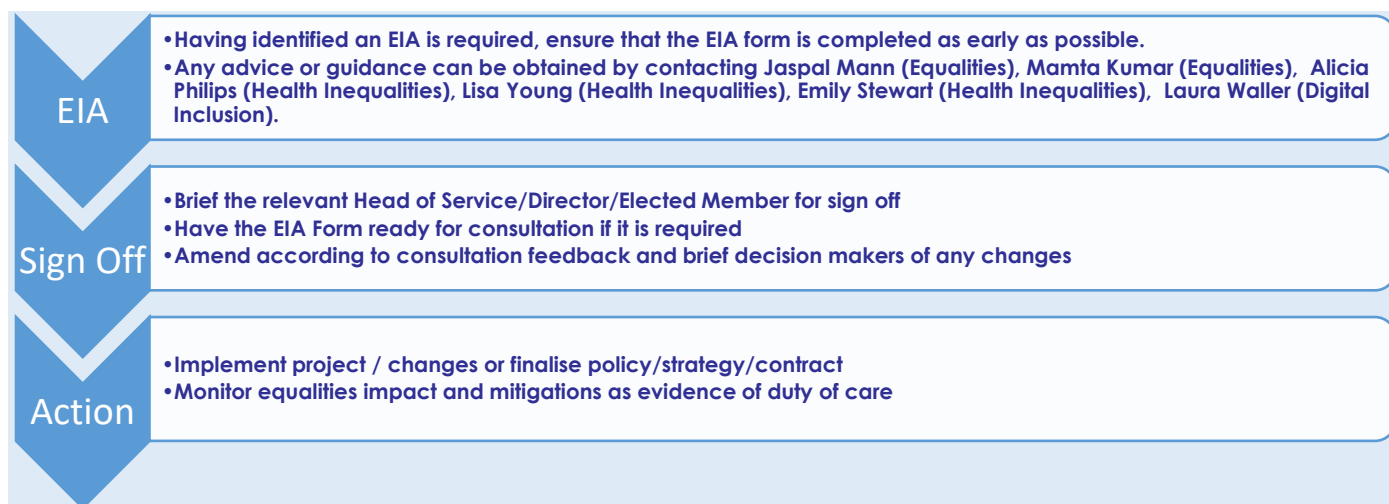 EIA
•Having identified an EIA is required, ensure that the EIA form is completed as early as possible.
•Any advice or guidance can be obtained by contacting Jaspal Mann (Equalities), Mamta Kumar (Equalities), Alicia
Philips (Health Inequalities), Lisa Young (Health Inequalities), Emily Stewart (Health Inequalities), Laura Waller (Digital
Inclusion).
Sign Off
•Brief the relevant Head of Service/Director/Elected Member for sign off
•Have the EIA Form ready for consultation if it is required
•Amend according to consultation feedback and brief decision makers of any changes
Action
•Implement project / changes or finalise policy/strategy/contract
•Monitor equalities impact and mitigations as evidence of duty of care